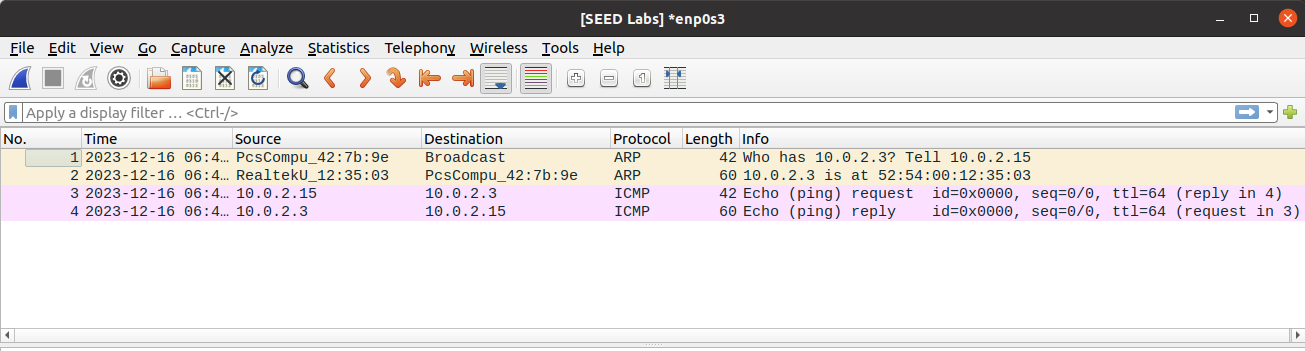 [SEED Labs] *enp0s3
File Edit View Go Capture Analyze Statistics Telephony Wireless Tools Help
Apply a display filter … <Ctrl-/>
No. Time Source Destination Protocol Length Info
1 2023-12-16 06:4… PcsCompu_42:7b:9e Broadcast ARP 42 Who has 10.0.2.3? Tell 10.0.2.15
2 2023-12-16 06:4… RealtekU_12:35:03 PcsCompu_42:7b:9e ARP 60 10.0.2.3 is at 52:54:00:12:35:03
3 2023-12-16 06:4… 10.0.2.15 10.0.2.3 ICMP 42 Echo (ping) request id=0x0000, seq=0/0, ttl=64 (reply in 4)
4 2023-12-16 06:4… 10.0.2.3 10.0.2.15 ICMP 60 Echo (ping) reply id=0x0000, seq=0/0, ttl=64 (request in 3)